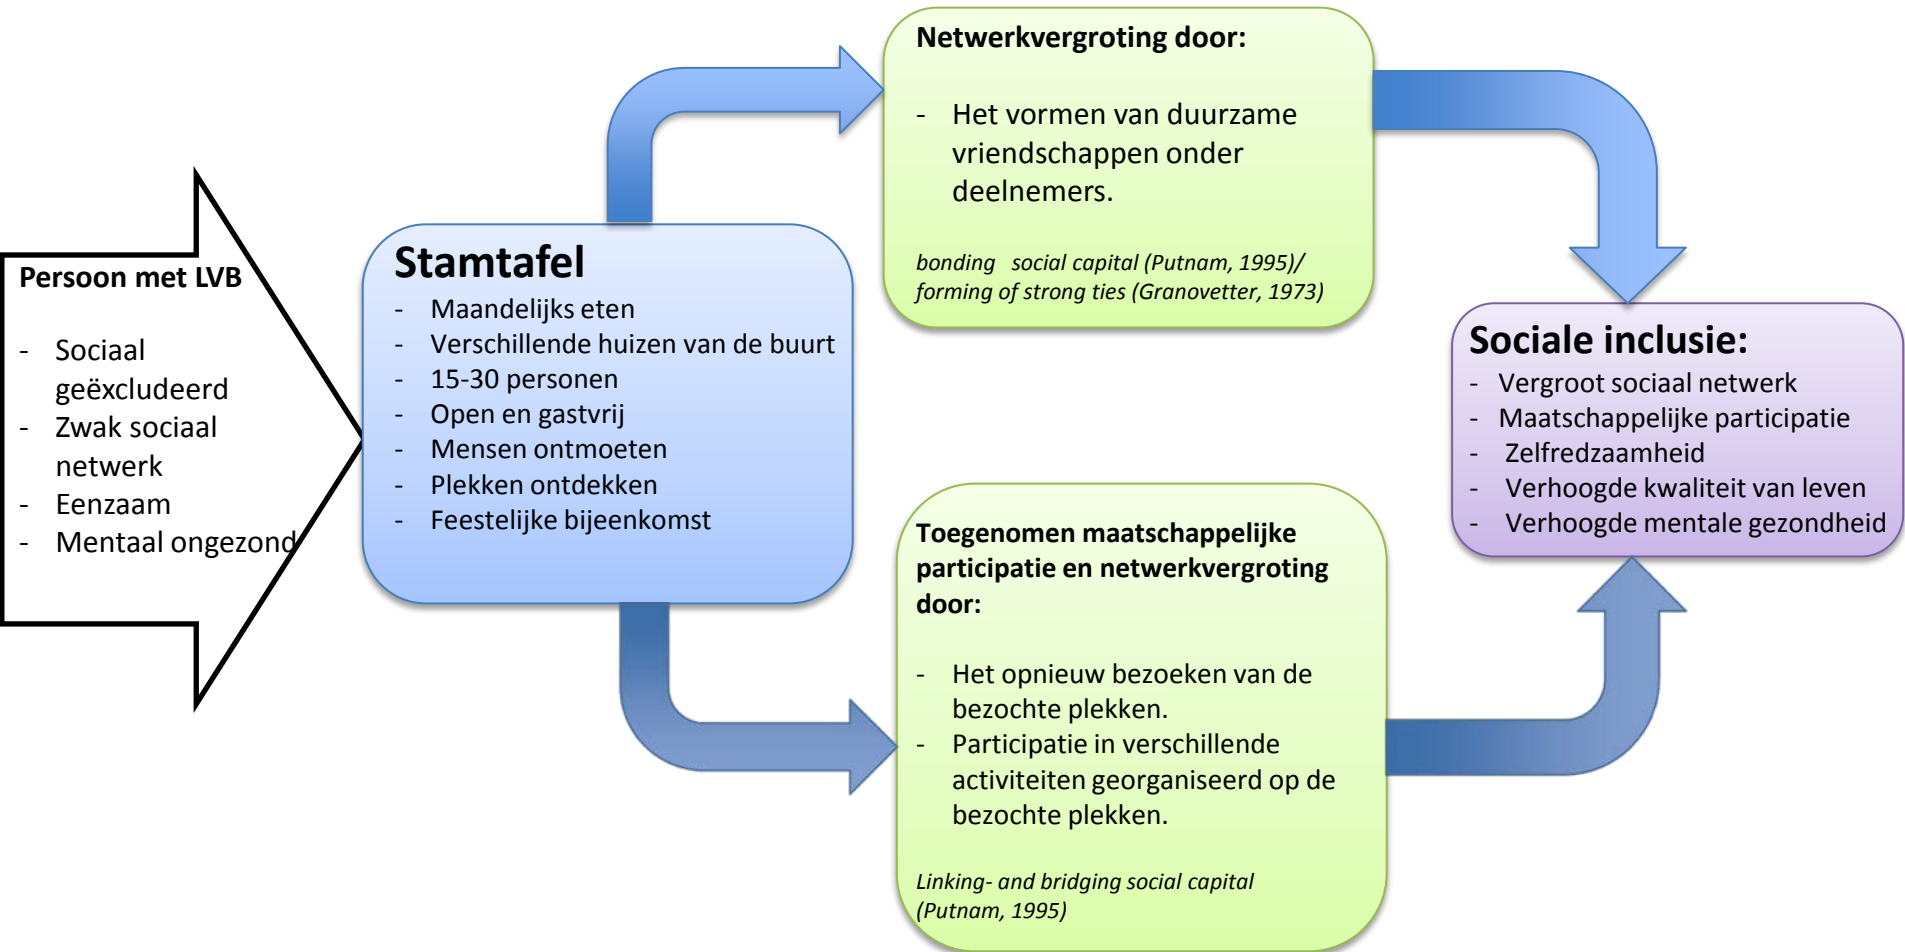 Persoon met LVB
- Sociaal
geëxcludeerd
- Zwak sociaal
netwerk
- Eenzaam
- Mentaal ongezond
Stamtafel
- Maandelijks eten
- Verschillende huizen van de buurt
- 15-30 personen
- Open en gastvrij
- Mensen ontmoeten
- Plekken ontdekken
- Feestelijke bijeenkomst
Netwerkvergroting door:
- Het vormen van duurzame
vriendschappen onder
deelnemers.
bonding social capital (Putnam, 1995)/
forming of strong ties (Granovetter, 1973)
Toegenomen maatschappelijke
participatie en netwerkvergroting
door:
- Het opnieuw bezoeken van de
bezochte plekken.
- Participatie in verschillende
activiteiten georganiseerd op de
bezochte plekken.
Linking- and bridging social capital
(Putnam, 1995)
Sociale inclusie:
- Vergroot sociaal netwerk
- Maatschappelijke participatie
- Zelfredzaamheid
- Verhoogde kwaliteit van leven
- Verhoogde mentale gezondheid